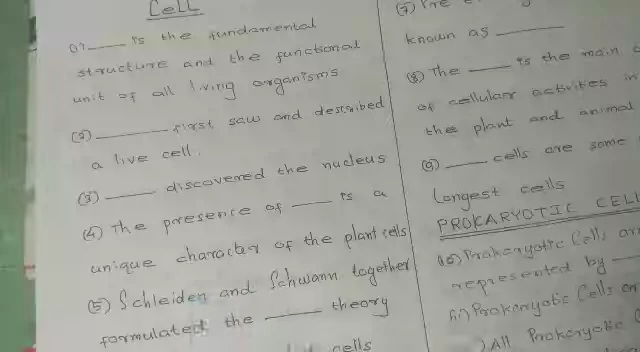 Cell
(1) ____ is the fundamental
structure and the functional
unit of all living organisms
(2) ____ first saw and described
a live cell.
(3) ____ discovered the nucleus
(4) The presence of ____ is a
unique character of the plant cells
(5) Schleiden and Schwann together
formulated the ____ theory
cells
(7)
known as ____
(8) The ____ is the main
of cellular activities in
the plant and animal
(9) ____ cells are some
longest cells
PROKARYOTIC CELL
(10) Prokaryotic Cells are
represented by ____
Prokaryotic Cells
All Prokaryotic